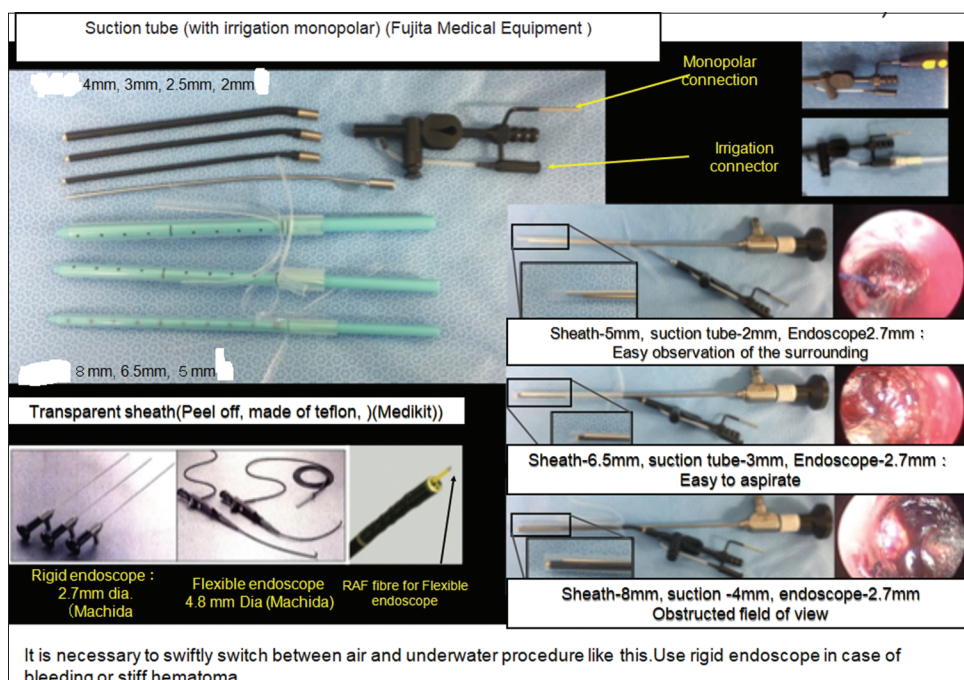 Suction tube (with irrigation monopolar) (Fujita Medical Equipment )
4mm, 3mm, 2.5mm, 2mm
Monopolar
connection
Irrigation
connector
8 mm, 6.5mm, 5 mm
Transparent sheath(Peel off, made of teflon, )(Medikit))
Sheath-5mm, suction tube-2mm, Endoscope2.7mm :
Easy observation of the surrounding
Sheath-6.5mm, suction tube-3mm, Endoscope-2.7mm :
Easy to aspirate
Sheath-8mm, suction -4mm, endoscope-2.7mm
Obstructed field of view
Rigid endoscope :
2.7mm dia.
(Machida
Flexible endoscope
4.8 mm Dia (Machida)
RAF fibre for Flexible
endoscope
It is necessary to swiftly switch between air and underwater procedure like this.Use rigid endoscope in case of
bleeding or stiff hematoma